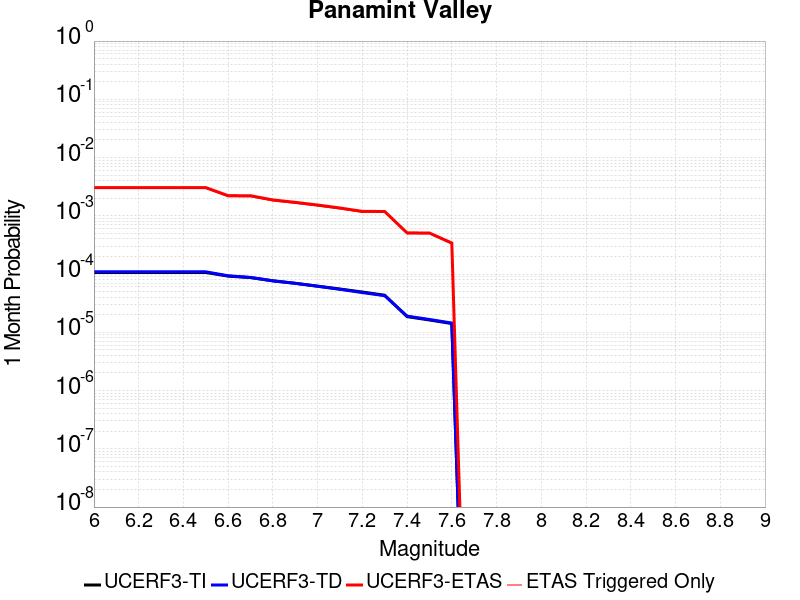 Panamint Valley
10^0
10^-1
10^-2
10^-3
10^-4
10^-5
10^-6
10^-7
10^-8
1 Month Probability
6 6.2 6.4 6.6 6.8 7 7.2 7.4 7.6 7.8 8 8.2 8.4 8.6 8.8 9
Magnitude
UCERF3-TI UCERF3-TD UCERF3-ETAS ETAS Triggered Only